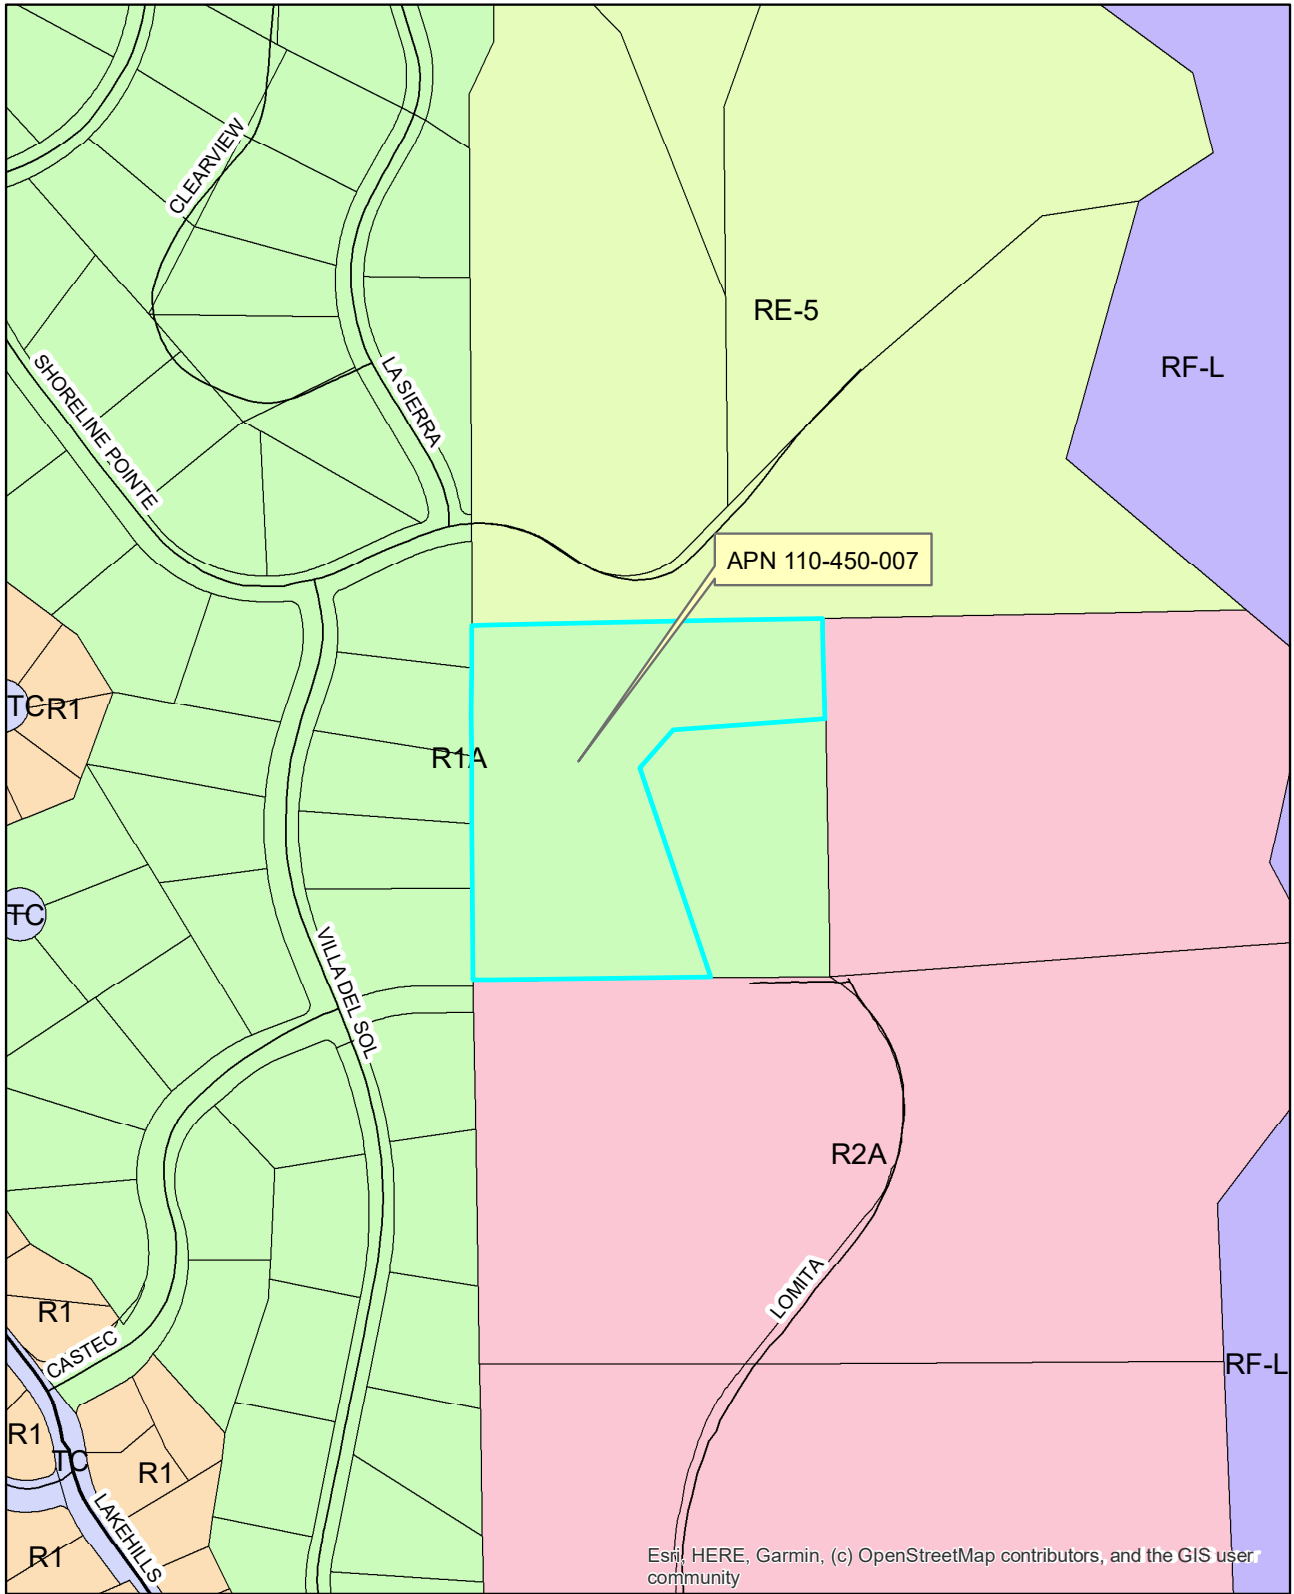 CLEARVIEW
RE-5
RF-L
SHORELINE POINTE
LA SIERRA
APN 110-450-007
TC
R1
R1A
TC
VILLA DEL SOL
R2A
LOMITA
R1
CASTEC
RF-L
R1
TC
R1
LAKEHILLS
R1
Esri, HERE, Garmin, (c) OpenStreetMap contributors, and the GIS user
community